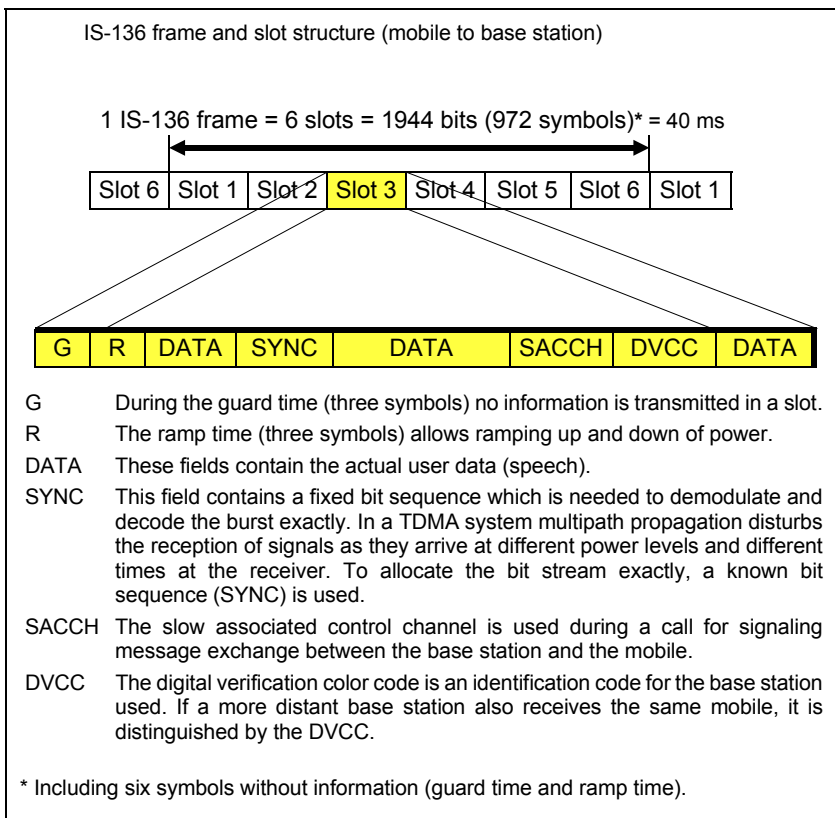 IS-136 frame and slot structure (mobile to base station)
1 IS-136 frame = 6 slots = 1944 bits (972 symbols)* = 40 ms
Slot 6 Slot 1 Slot 2 Slot 3 Slot 4 Slot 5 Slot 6 Slot 1
G R DATA SYNC DATA SACCH DVCC DATA
G During the guard time (three symbols) no information is transmitted in a slot.
R The ramp time (three symbols) allows ramping up and down of power.
DATA These fields contain the actual user data (speech).
SYNC This field contains a fixed bit sequence which is needed to demodulate and
decode the burst exactly. In a TDMA system multipath propagation disturbs
the reception of signals as they arrive at different power levels and different
times at the receiver. To allocate the bit stream exactly, a known bit
sequence (SYNC) is used.
SACCH The slow associated control channel is used during a call for signaling
message exchange between the base station and the mobile.
DVCC The digital verification color code is an identification code for the base station
used. If a more distant base station also receives the same mobile, it is
distinguished by the DVCC.
* Including six symbols without information (guard time and ramp time).